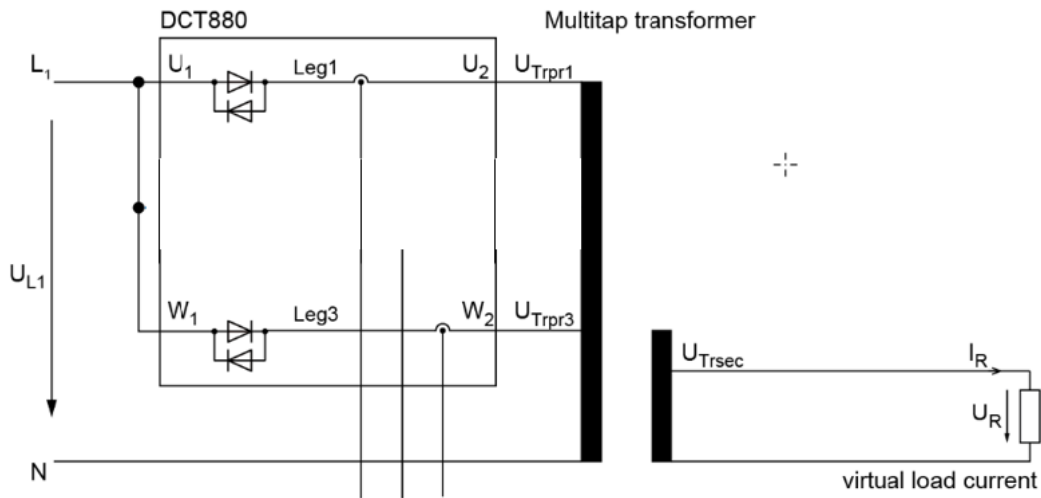 DCT880
Multitap transformer
L1
U1
Leg1
U2
UTrpr1
UL1
W1
Leg3
W2
UTrpr3
UTrsec
IR
UR
N
virtual load current